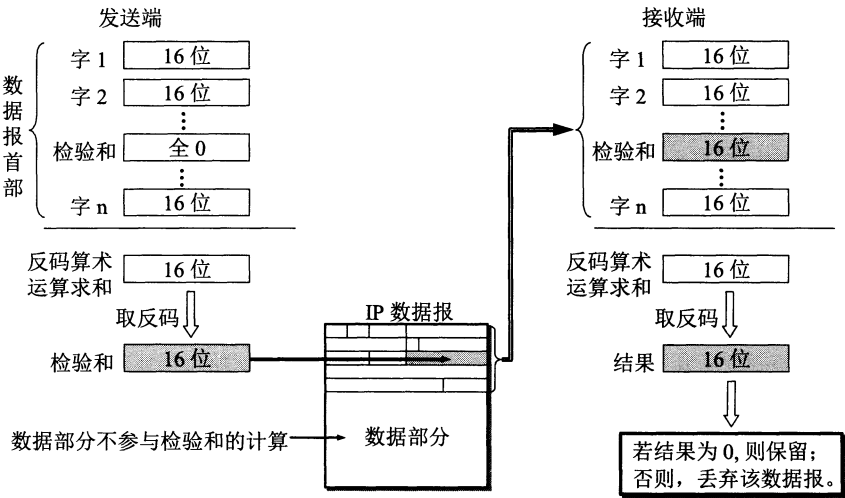 发送端
数据报首部
字 1
16 位
字 2
16 位
检验和
全 0
字 n
16 位
反码算术
运算求和
16 位
取反码
检验和
16 位
数据部分不参与检验和的计算
IP 数据报
数据部分
接收端
字 1
16 位
字 2
16 位
检验和
16 位
字 n
16 位
反码算术
运算求和
16 位
取反码
结果
16 位
若结果为 0, 则保留；
否则，丢弃该数据报。